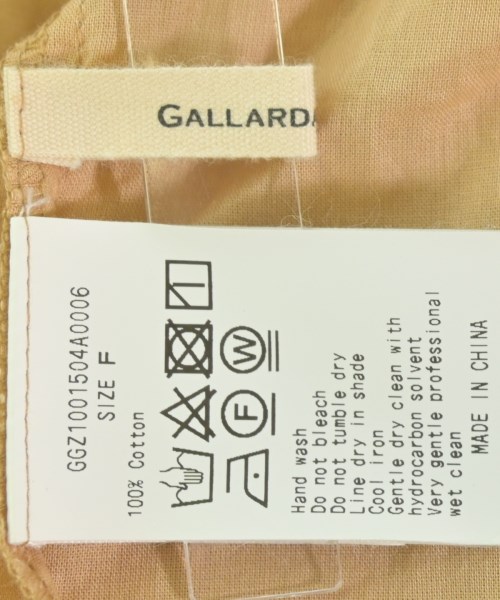 GALLARDA
GGZ1001504A0006
SIZE F
100% Cotton
W
F
Hand wash
Do not bleach
Do not tumble dry
Line dry in shade
Cool iron
Gentle dry clean with
hydrocarbon solvent
Very gentle professional
wet clean
MADE IN CHINA